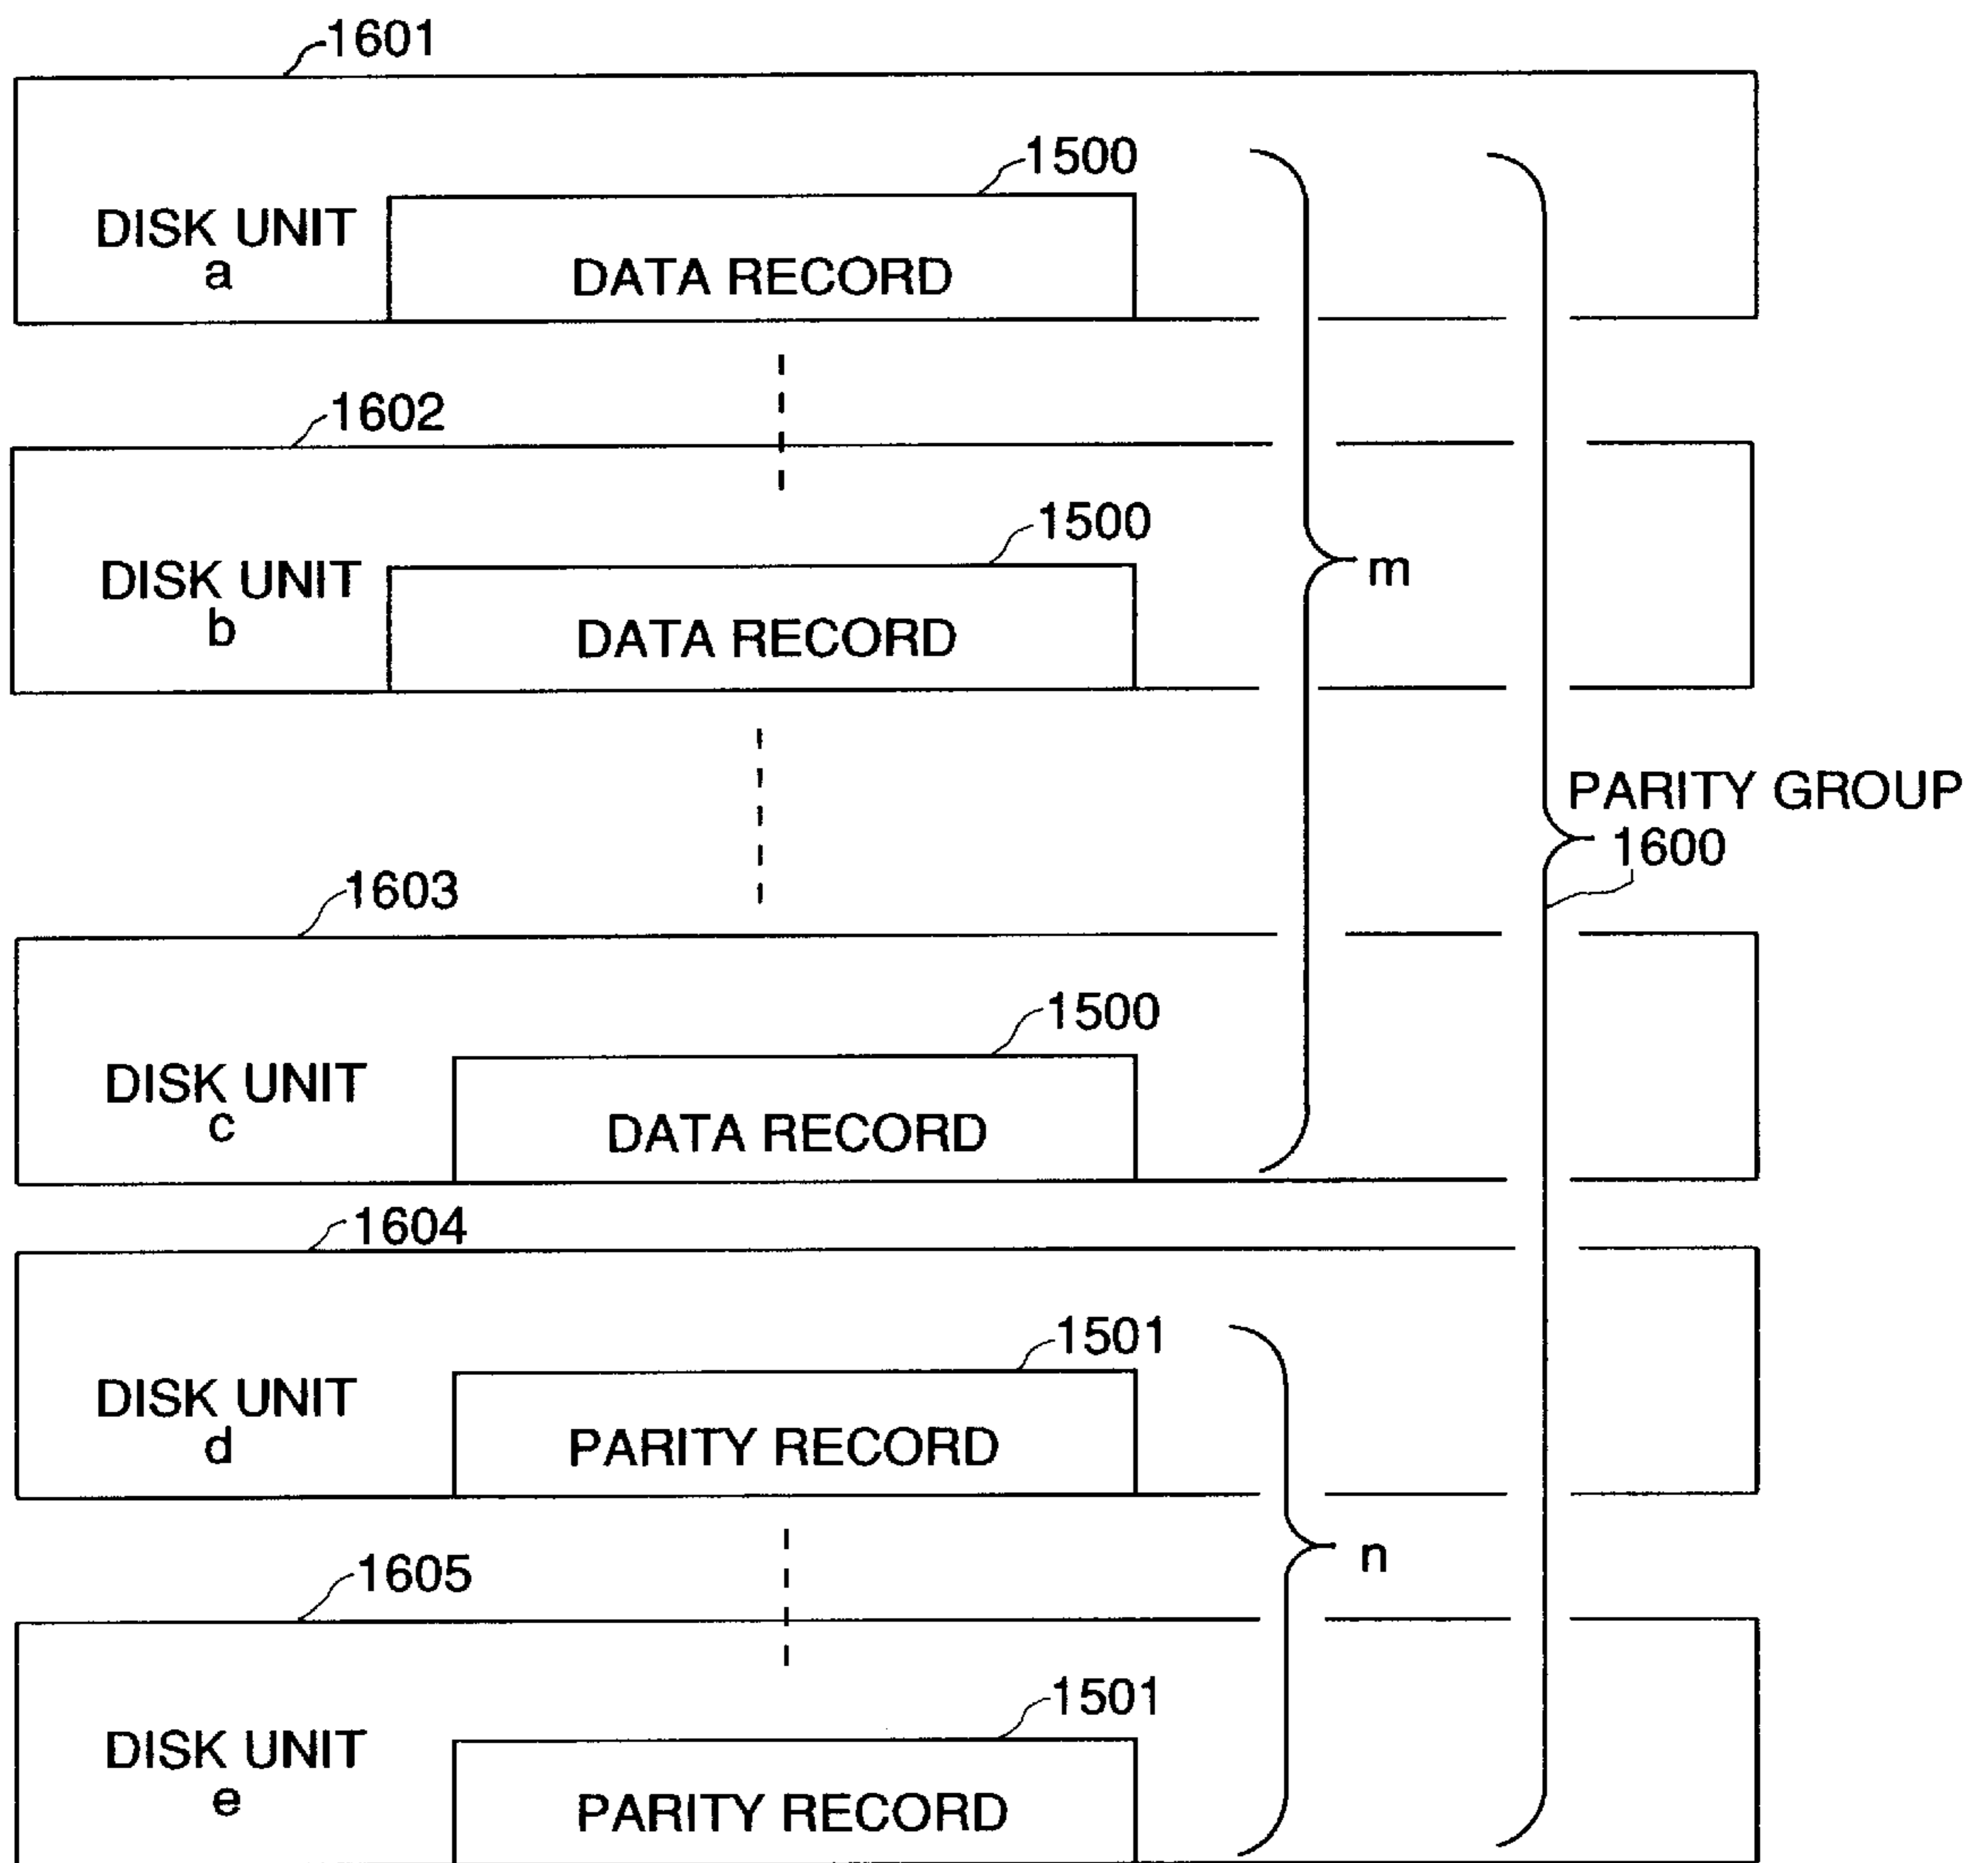 1601
1500
DISK UNIT
a
DATA RECORD
1602
1500
m
DISK UNIT
b
DATA RECORD
PARITY GROUP
1600
1603
1500
DISK UNIT
c
DATA RECORD
1604
1501
DISK UNIT
d
PARITY RECORD
n
1605
1501
DISK UNIT
e
PARITY RECORD